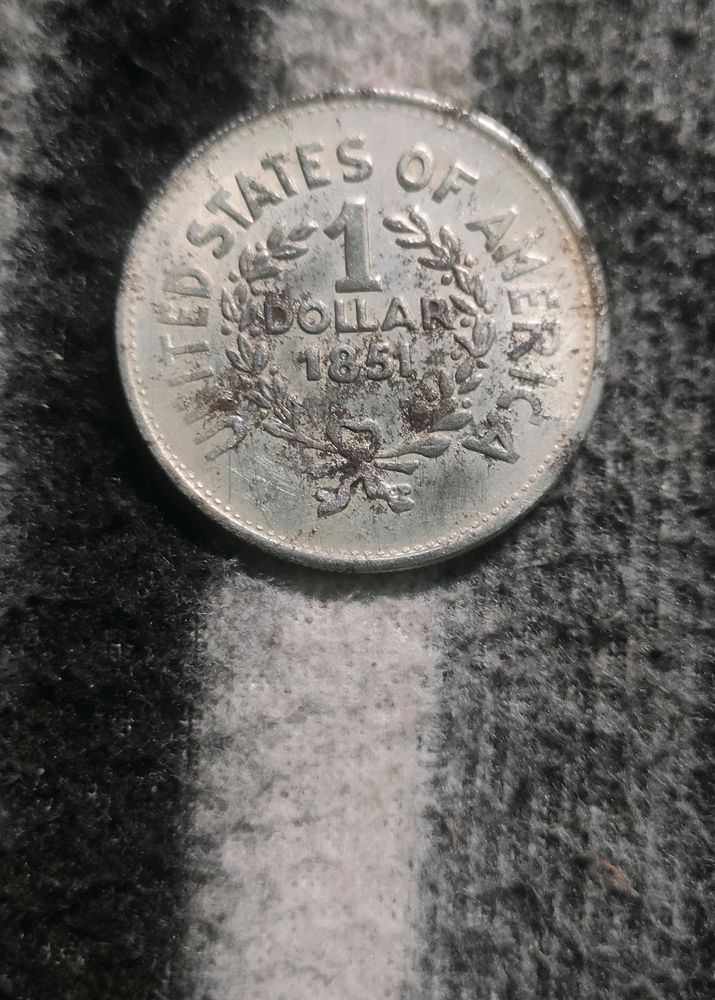 UNITED STATES OF AMERICA
1
DOLLAR
1851